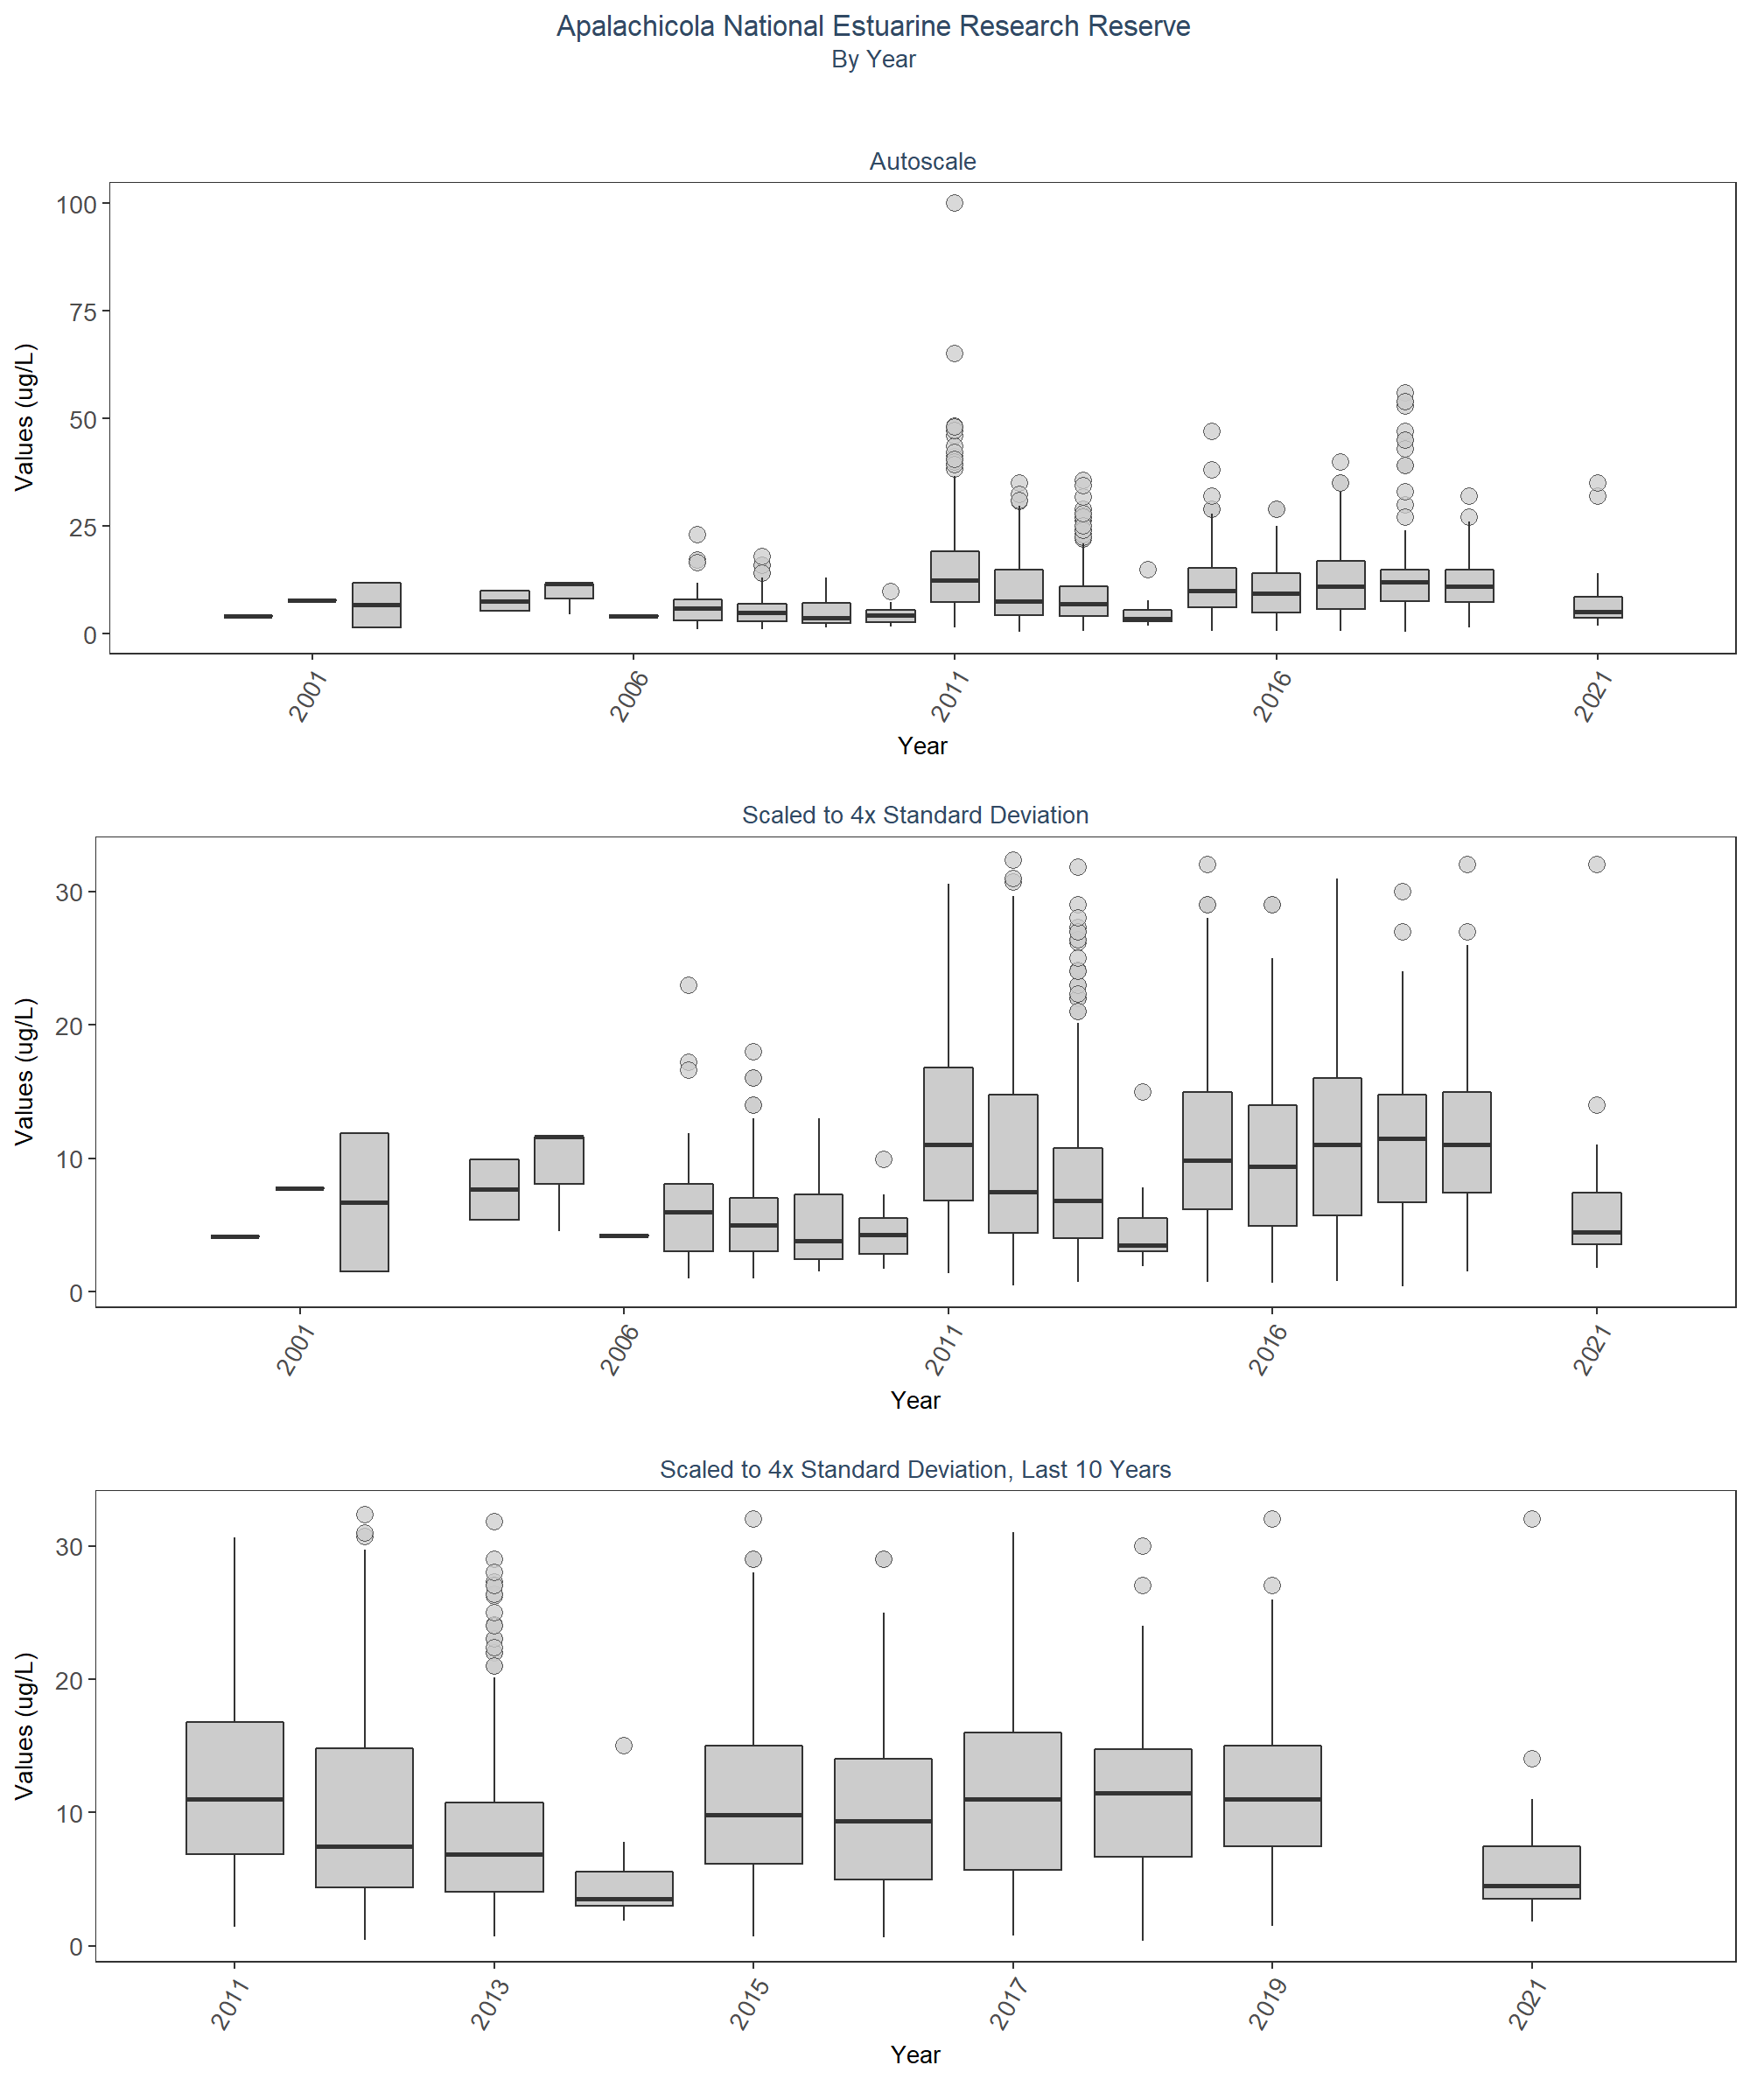 Apalachicola National Estuarine Research Reserve
By Year
Autoscale
Values (ug/L)
100
75
50
25
0
2001
2006
2011
2016
2021
Year
Scaled to 4x Standard Deviation
Values (ug/L)
30
20
10
0
2001
2006
2011
2016
2021
Year
Scaled to 4x Standard Deviation, Last 10 Years
Values (ug/L)
30
20
10
0
2011
2013
2015
2017
2019
2021
Year